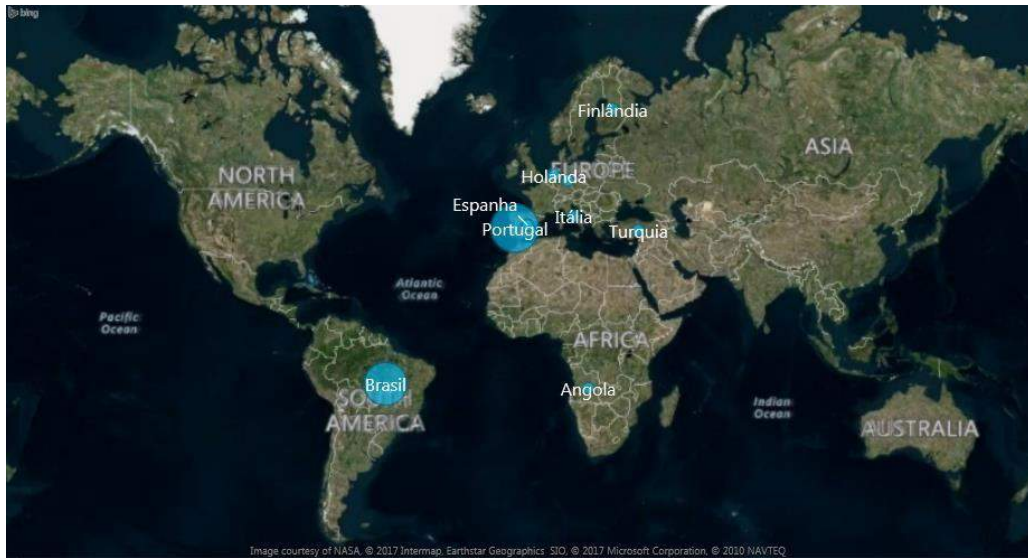 bing
Finlândia
ASIA
NORTH
AMERICA
EUROPE
Holanda
Espanha
Itália
Portugal
Turquia
Atlantic
Ocean
Pacific
Ocean
AFRICA
Brasil
Angola
SOUTH
AMERICA
Indian
Ocean
AUSTRALIA
Image courtesy of NASA, © 2017 Intermap, Earthstar Geographics SIO, © 2017 Microsoft Corporation, © 2010 NAVTEQ